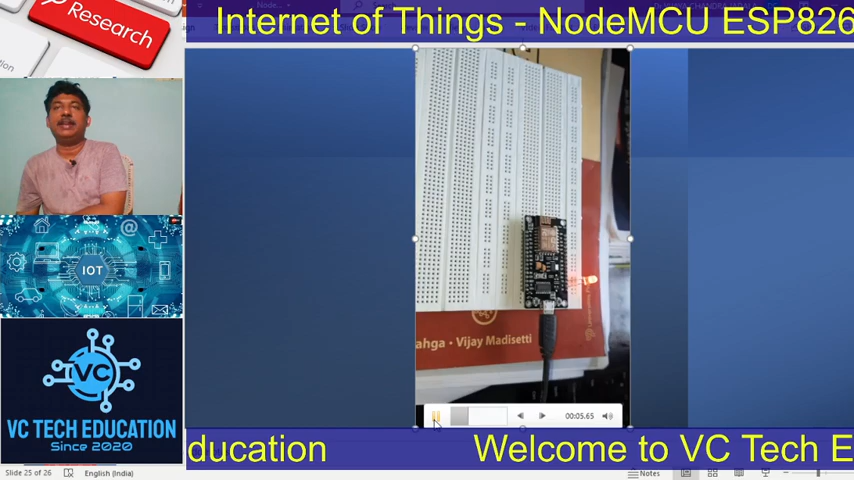 Research
Internet of Things - NodeMCU ESP826
IOT
@
VC
VC TECH EDUCATION
Since 2020
ahga • Vijay Madisetti
00:05.65
ducation
Welcome to VC Tech E
Slide 25 of 26
English (India)
Notes